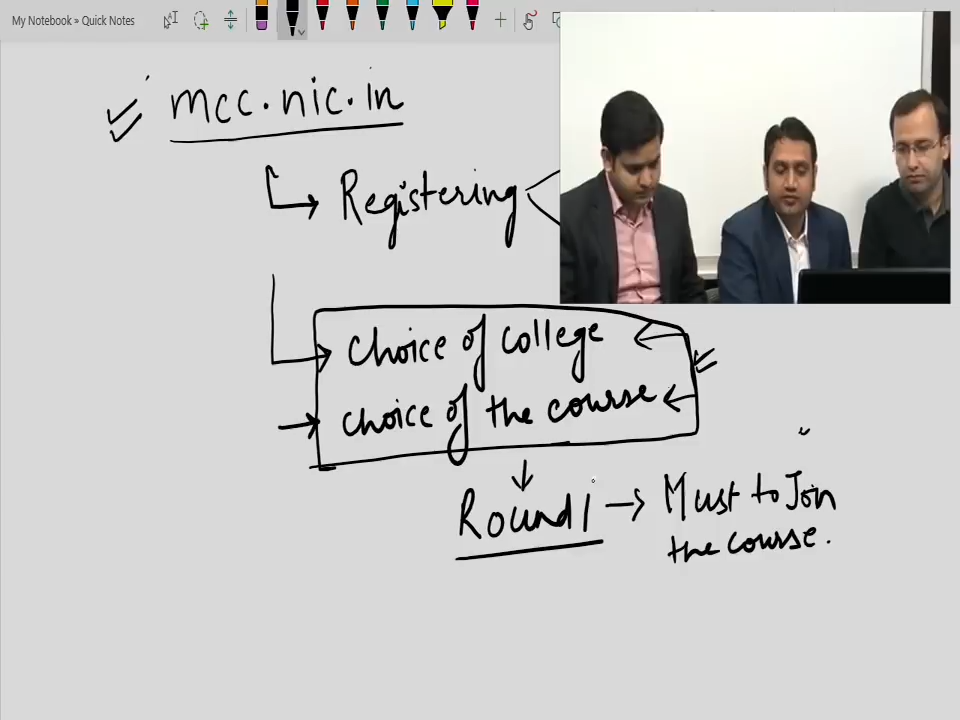 My Notebook » Quick Notes
mcc.nic.in
Registering
choice of college
choice of the course
Round 1
Must to Join
the course.